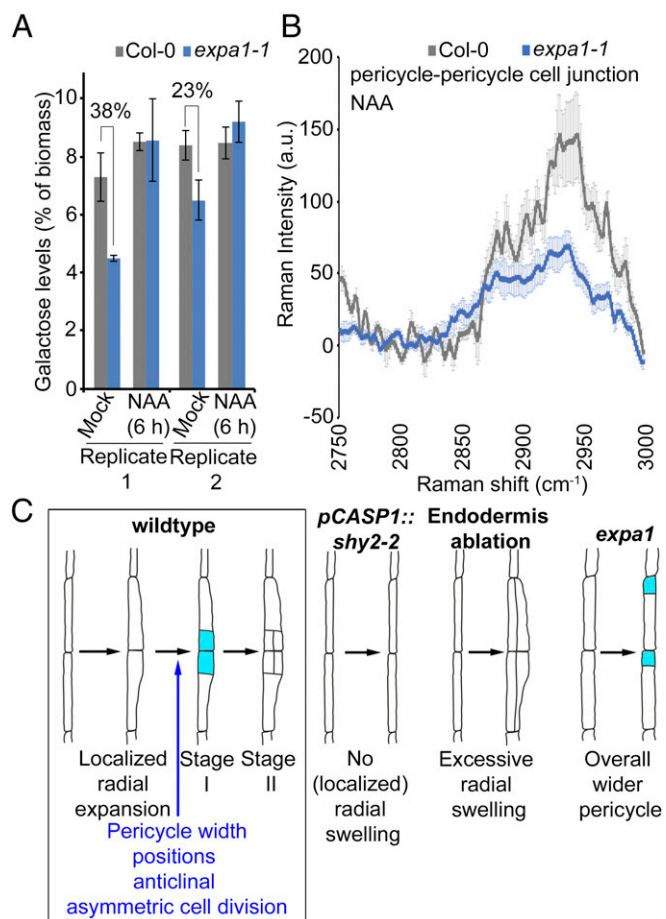 A
Col-0 expa1-1
Galactose levels (% of biomass)
10
8
6
4
2
0
38%
23%
Mock
NAA
(6 h)
Mock
NAA
(6 h)
Replicate
1
Replicate
2
B
Col-0 expa1-1
pericycle-pericycle cell junction
NAA
Raman Intensity (a.u.)
200
150
100
50
0
-50
2750
2800
2850
2900
2950
3000
Raman shift (cm⁻¹)
C
wildtype
Localized
radial
expansion
Stage
I
Stage
II
Pericycle width
positions
anticlinal
asymmetric cell division
pCASP1::
shy2-2
No
(localized)
radial
swelling
Endodermis
ablation
Excessive
radial
swelling
expa1
Overall
wider
pericycle